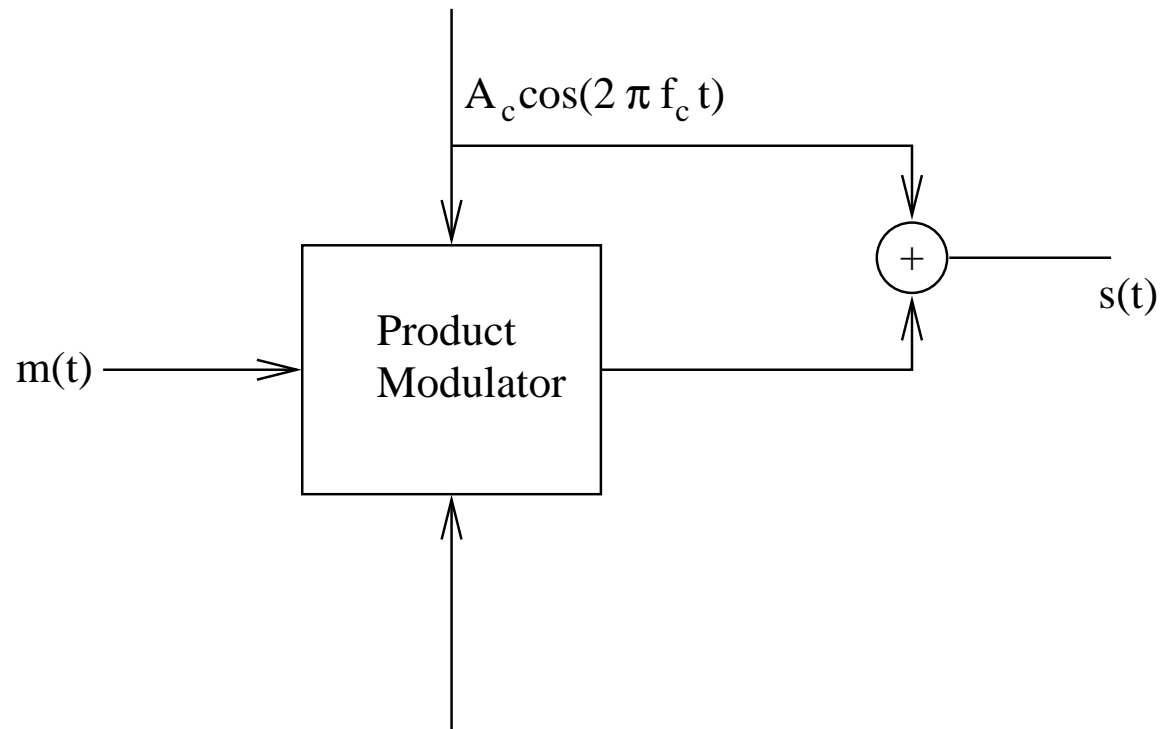 A_c cos(2 π f_c t)
+
s(t)
Product
Modulator
m(t)